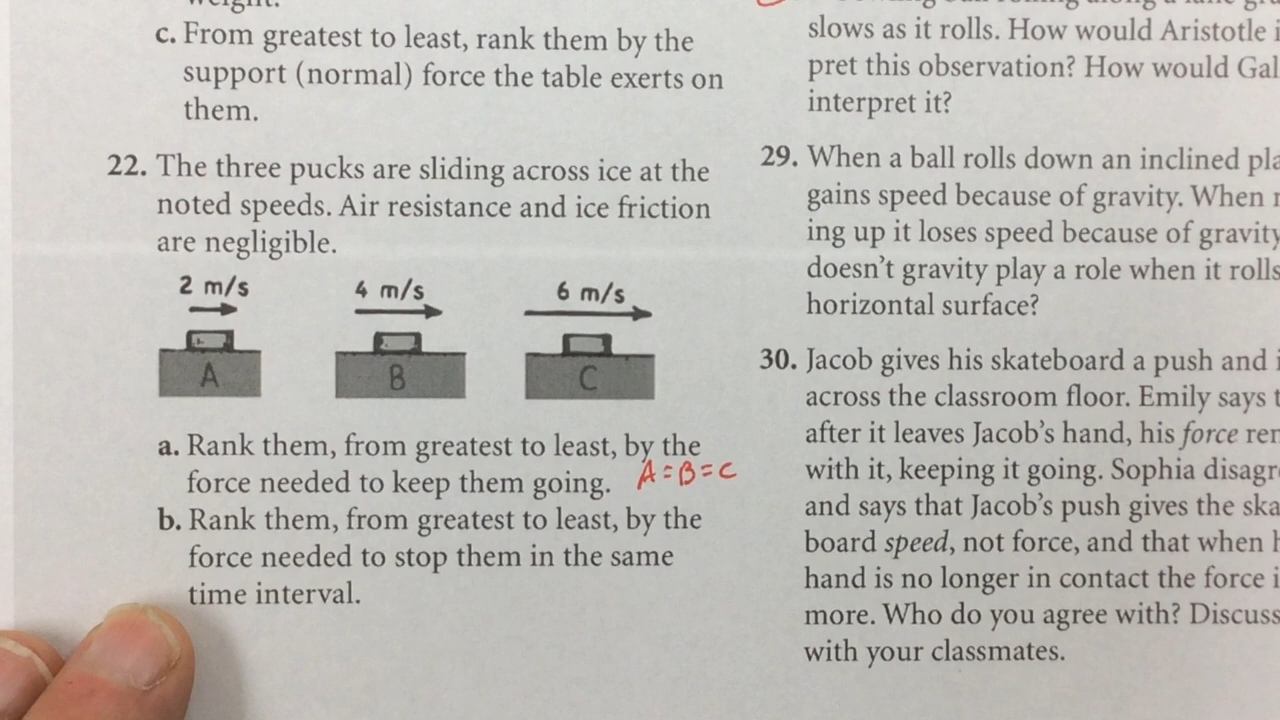 c. From greatest to least, rank them by the
support (normal) force the table exerts on
them.
22. The three pucks are sliding across ice at the
noted speeds. Air resistance and ice friction
are negligible.
2 m/s 4 m/s 6 m/s
A B C
a. Rank them, from greatest to least, by the
force needed to keep them going. A=B=C
b. Rank them, from greatest to least, by the
force needed to stop them in the same
time interval.
slows as it rolls. How would Aristotle
pret this observation? How would Gal
interpret it?
29. When a ball rolls down an inclined pla
gains speed because of gravity. When
ing up it loses speed because of gravity
doesn't gravity play a role when it rolls
horizontal surface?
30. Jacob gives his skateboard a push and
across the classroom floor. Emily says
after it leaves Jacob's hand, his force rem
with it, keeping it going. Sophia disagr
and says that Jacob's push gives the ska
board speed, not force, and that when
hand is no longer in contact the force i
more. Who do you agree with? Discuss
with your classmates.